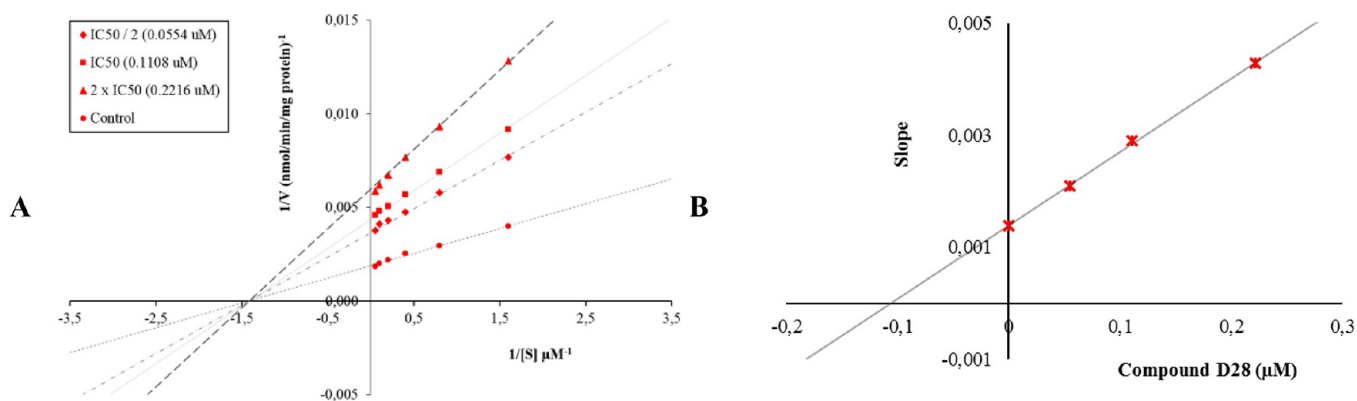 A
IC50 / 2 (0.0554 uM)
IC50 (0.1108 uM)
2 x IC50 (0.2216 uM)
Control
1/V (nmol/min/mg protein)-1
0,015
0,010
0,005
0,000
-0,005
-3,5
-2,5
-1,5
-0,5
0,5
1,5
2,5
3,5
1/[S] µM-1
B
Slope
0,005
0,003
0,001
-0,001
-0,2
-0,1
0
0,1
0,2
0,3
Compound D28 (µM)